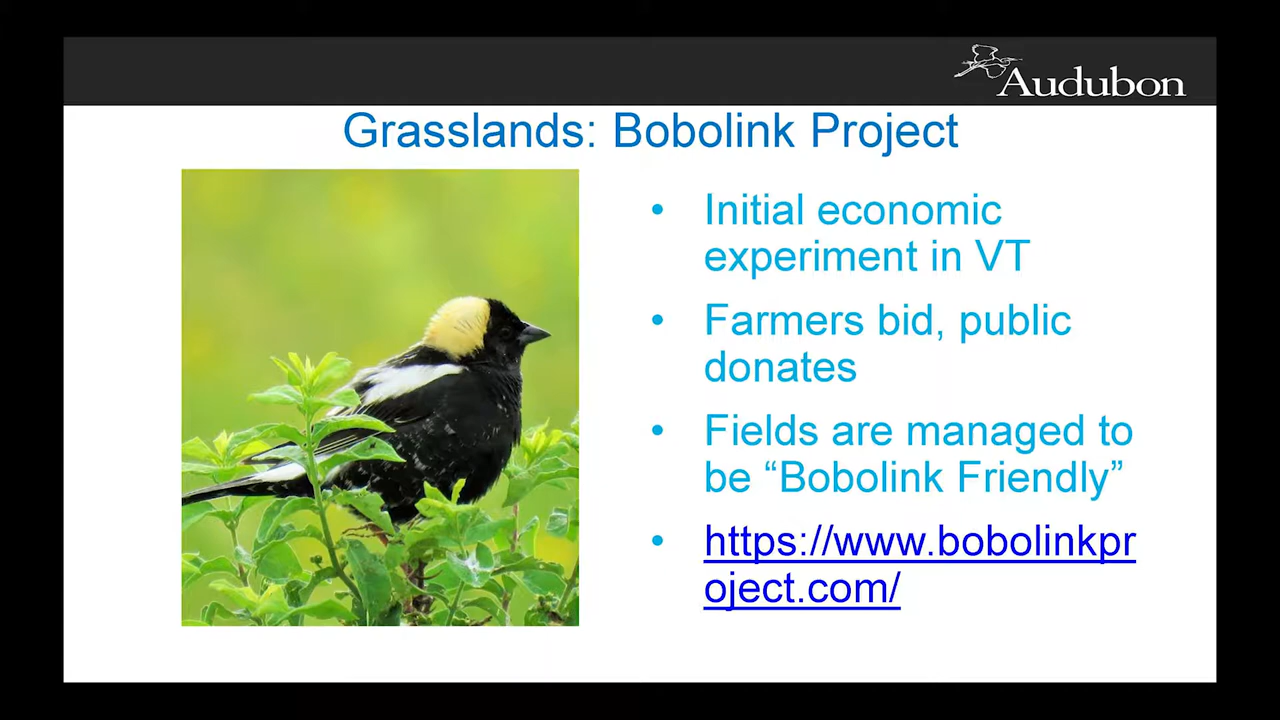 Audubon
Grasslands: Bobolink Project
• Initial economic
experiment in VT
• Farmers bid, public
donates
• Fields are managed to
be “Bobolink Friendly”
• https://www.bobolinkpr
oject.com/